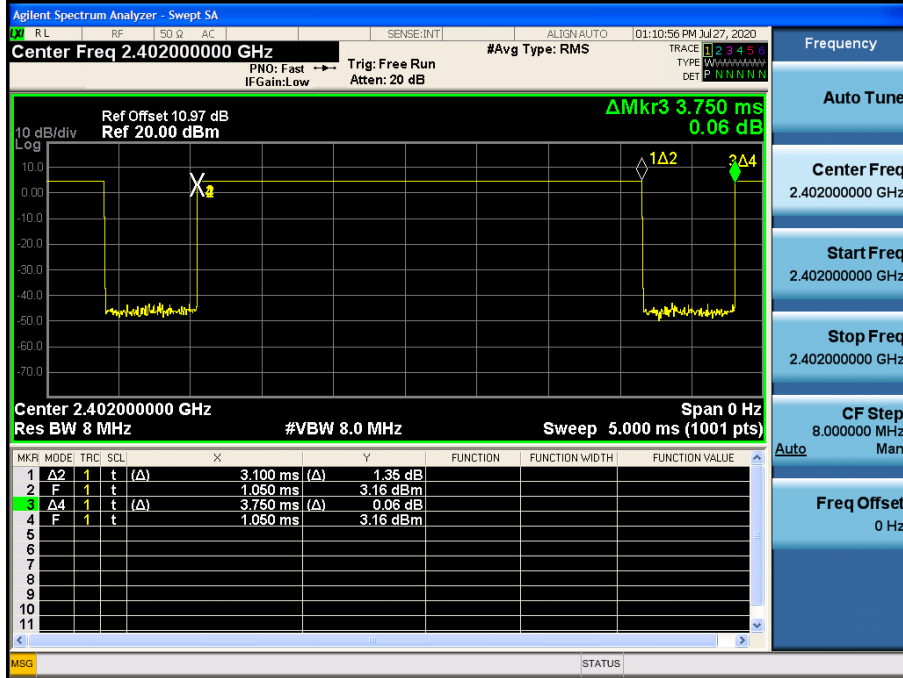 Agilent Spectrum Analyzer - Swept SA
LXI RL RF 50 Ω AC SENSE:INT ALIGN AUTO 01:10:56 PM Jul 27, 2020
Center Freq 2.402000000 GHz #Avg Type: RMS TRACE 1 2 3 4 5 6
PNO: Fast Trig: Free Run TYPE
IFGain:Low Atten: 20 dB DET P N N N N N
Frequency
Auto Tune
Ref Offset 10.97 dB ΔMkr3 3.750 ms
10 dB/div Ref 20.00 dBm 0.06 dB
Log
10.0
0.00
-10.0
-20.0
-30.0
-40.0
-50.0
-60.0
-70.0
1Δ2 3Δ4
2
Center 2.402000000 GHz Span 0 Hz
Res BW 8 MHz #VBW 8.0 MHz Sweep 5.000 ms (1001 pts)
MKR MODE TRC SCL X Y FUNCTION FUNCTION WIDTH FUNCTION VALUE
1 Δ2 1 t (Δ) 3.100 ms (Δ) 1.35 dB
2 F 1 t 1.050 ms 3.16 dBm
3 Δ4 1 t (Δ) 3.750 ms (Δ) 0.06 dB
4 F 1 t 1.050 ms 3.16 dBm
5
6
7
8
9
10
11
Center Freq
2.402000000 GHz
Start Freq
2.402000000 GHz
Stop Freq
2.402000000 GHz
CF Step
8.000000 MHz
Auto Man
Freq Offset
0 Hz
MSG STATUS